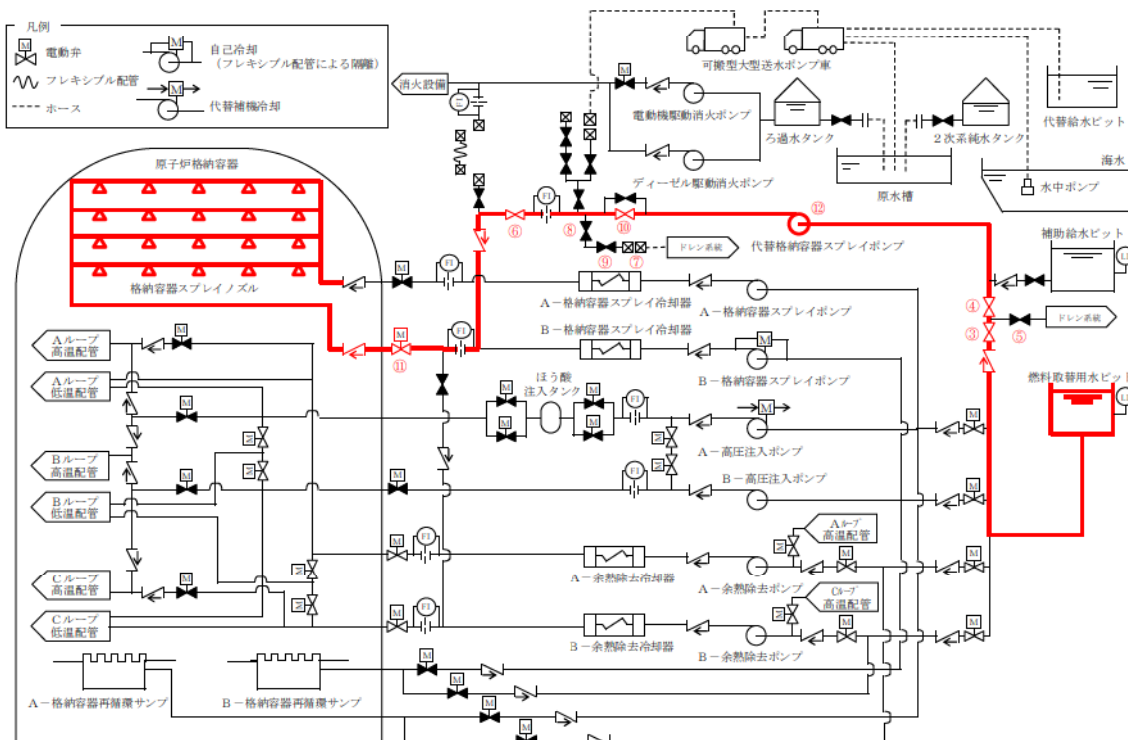 凡例
M
電動弁
フレキシブル配管
ホース
M
自己冷却
(フレキシブル配管による隔離)
M
代替補機冷却
消火設備
FI
M
電動機駆動消火ポンプ
ディーゼル駆動消火ポンプ
可搬型大型送水ポンプ車
ろ過水タンク
原水槽
2次系純水タンク
代替給水ピット
海水
水中ポンプ
原子炉格納容器
格納容器スプレイノズル
⑥
FI
⑧
⑩
⑫
代替格納容器スプレイポンプ
⑨
⑦
ドレン系統
補助給水ピット
④
③
⑤
ドレン系統
燃料取替用水ピット
M
FI
A-格納容器スプレイ冷却器
A-格納容器スプレイポンプ
M
⑪
FI
B-格納容器スプレイ冷却器
M
B-格納容器スプレイポンプ
Aループ
高温配管
M
Aループ
低温配管
ほう酸
注入タンク
M
M
M
M
M
FI
M
A-高圧注入ポンプ
M
M
M
M
M
Bループ
高温配管
M
M
FI
B-高圧注入ポンプ
M
Bループ
低温配管
M
FI
A-余熱除去冷却器
A-余熱除去ポンプ
Aループ
高温配管
M
M
M
Cループ
高温配管
M
M
M
Cループ
低温配管
M
FI
B-余熱除去冷却器
B-余熱除去ポンプ
Cループ
高温配管
M
M
M
A-格納容器再循環サンプ
B-格納容器再循環サンプ
M
M
M
M